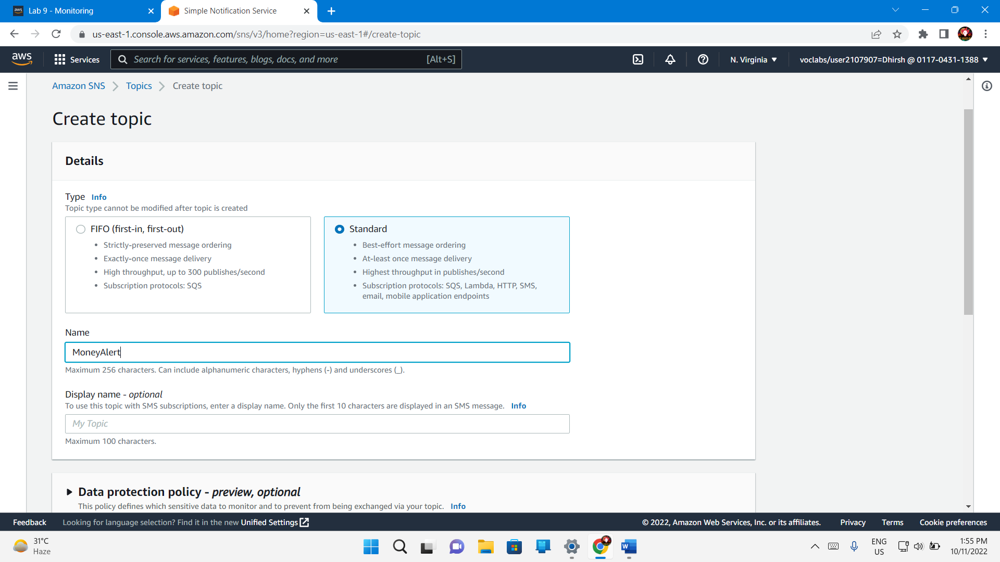 aws Lab 9 - Monitoring
Simple Notification Service
us-east-1.console.aws.amazon.com/sns/v3/home?region=us-east-1#/create-topic
aws Services Search for services, features, blogs, docs, and more [Alt+S] N. Virginia voclabs/user2107907=Dhirsh @ 0117-0431-1388
Amazon SNS Topics Create topic
Create topic
Details
Type Info
Topic type cannot be modified after topic is created
FIFO (first-in, first-out)
• Strictly-preserved message ordering
• Exactly-once message delivery
• High throughput, up to 300 publishes/second
• Subscription protocols: SQS
Standard
• Best-effort message ordering
• At-least once message delivery
• Highest throughput in publishes/second
• Subscription protocols: SQS, Lambda, HTTP, SMS,
email, mobile application endpoints
Name
MoneyAlert
Maximum 256 characters. Can include alphanumeric characters, hyphens (-) and underscores (_).
Display name - optional
To use this topic with SMS subscriptions, enter a display name. Only the first 10 characters are displayed in an SMS message. Info
My Topic
Maximum 100 characters.
Data protection policy - preview, optional
This policy defines which sensitive data to monitor and to prevent from being exchanged via your topic. Info
Feedback Looking for language selection? Find it in the new Unified Settings © 2022, Amazon Web Services, Inc. or its affiliates. Privacy Terms Cookie preferences
31°C
Haze
W
ENG
US
1:55 PM
10/11/2022